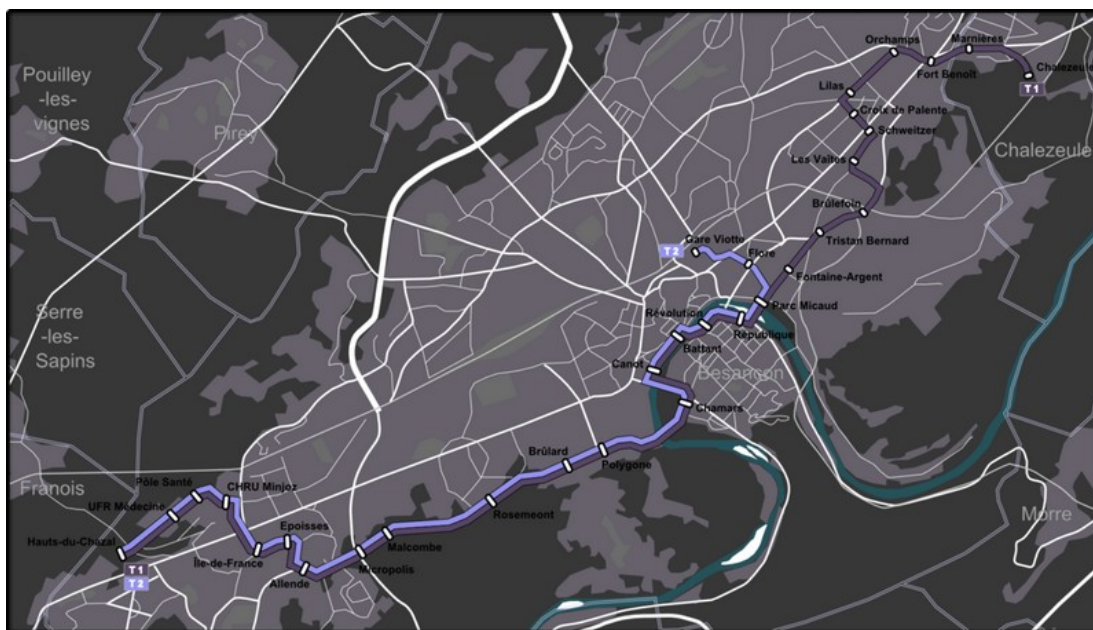 Orchamps
Marnières
Pouilley
-les-
vignes
Fort Benoît
Chalezeule
T1
Lilas
Croix de Palente
Pirey
Schweitzer
Chalezeule
Les Vaites
Brûlefoin
Gare Viotte
Tristan Bernard
T2
Flore
Fontaine-Argent
Serre
-les-
Sapins
Parc Micaud
Révolution
République
Battant
Canot
Besançon
Chamars
Brûlard
Polygone
Franois
Pôle Santé
CHRU Minjoz
UFR Médecine
Rosemeont
Morre
Hauts-du-Chazal
Epoisses
Malcombe
Île-de-France
Micropolis
T1
T2
Allende